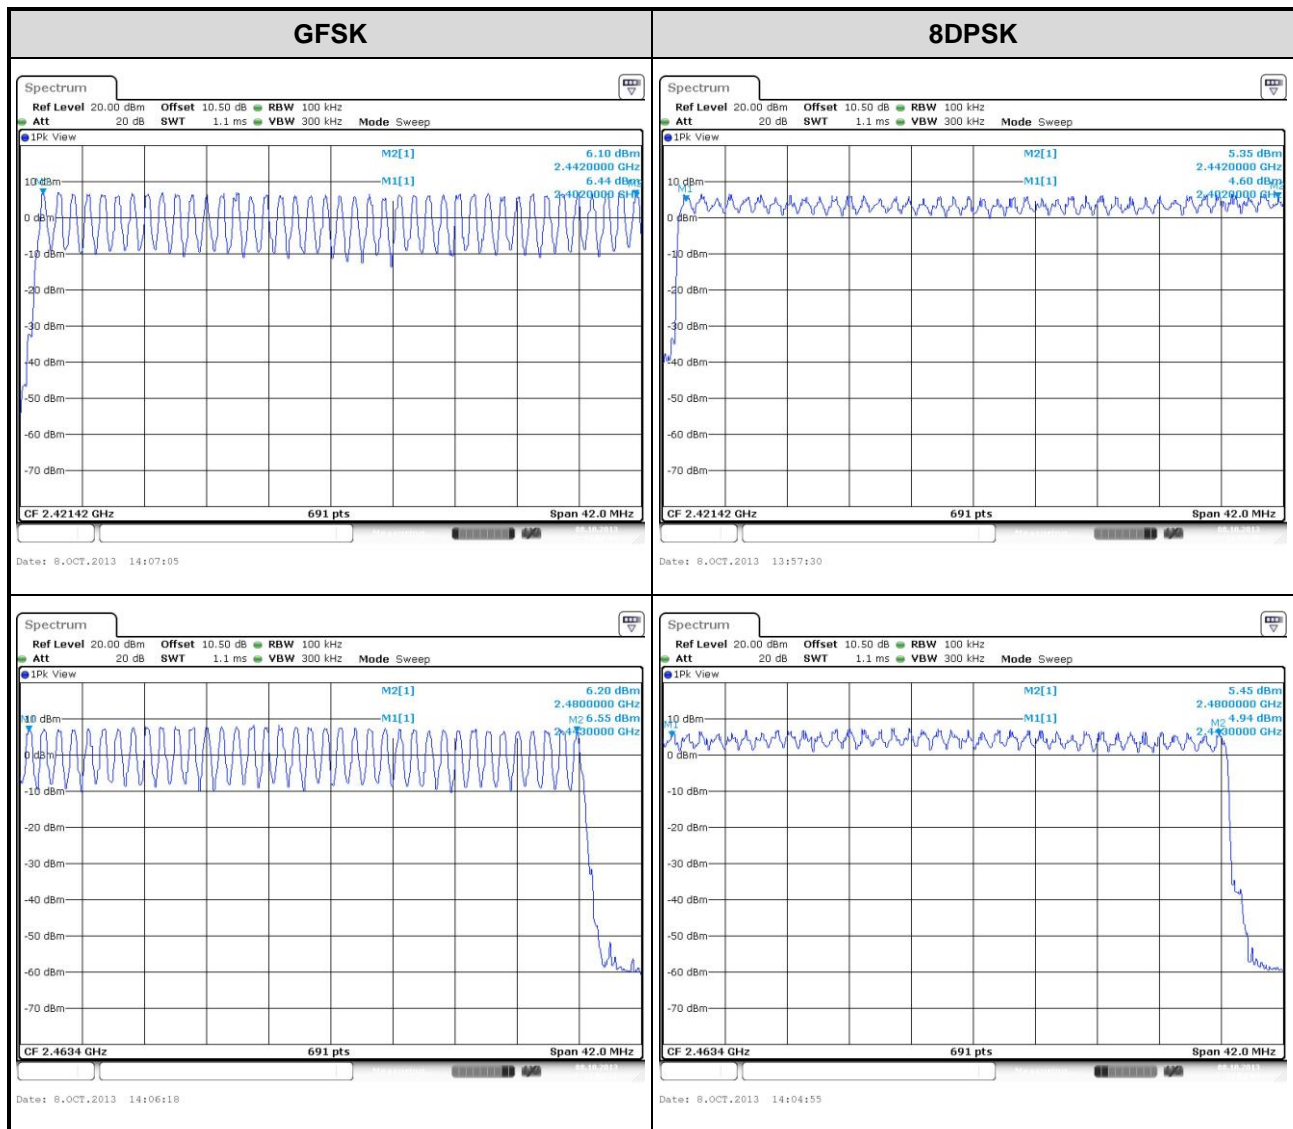 GFSK
8DPSK
Spectrum
Ref Level 20.00 dBm Offset 10.50 dB RBW 100 kHz
Att 20 dB SWT 1.1 ms VBW 300 kHz Mode Sweep
1Pk View
M2[1] 6.10 dBm
2.4420000 GHz
M1[1] 6.44 dBm
10 dBm
0 dBm
-10 dBm
-20 dBm
-30 dBm
-40 dBm
-50 dBm
-60 dBm
-70 dBm
CF 2.42142 GHz 691 pts Span 42.0 MHz
Date: 8.OCT.2013 14:07:05
Spectrum
Ref Level 20.00 dBm Offset 10.50 dB RBW 100 kHz
Att 20 dB SWT 1.1 ms VBW 300 kHz Mode Sweep
1Pk View
M2[1] 5.35 dBm
2.4420000 GHz
M1[1] 4.60 dBm
M1
10 dBm
0 dBm
-10 dBm
-20 dBm
-30 dBm
-40 dBm
-50 dBm
-60 dBm
-70 dBm
CF 2.42142 GHz 691 pts Span 42.0 MHz
Date: 8.OCT.2013 13:57:30
Spectrum
Ref Level 20.00 dBm Offset 10.50 dB RBW 100 kHz
Att 20 dB SWT 1.1 ms VBW 300 kHz Mode Sweep
1Pk View
M2[1] 6.20 dBm
2.4800000 GHz
M1[1] 6.55 dBm
M2
10 dBm
0 dBm
-10 dBm
-20 dBm
-30 dBm
-40 dBm
-50 dBm
-60 dBm
-70 dBm
CF 2.4634 GHz 691 pts Span 42.0 MHz
Date: 8.OCT.2013 14:06:18
Spectrum
Ref Level 20.00 dBm Offset 10.50 dB RBW 100 kHz
Att 20 dB SWT 1.1 ms VBW 300 kHz Mode Sweep
1Pk View
M2[1] 5.45 dBm
2.4800000 GHz
M1[1] 4.94 dBm
M1
M2
10 dBm
0 dBm
-10 dBm
-20 dBm
-30 dBm
-40 dBm
-50 dBm
-60 dBm
-70 dBm
CF 2.4634 GHz 691 pts Span 42.0 MHz
Date: 8.OCT.2013 14:04:55